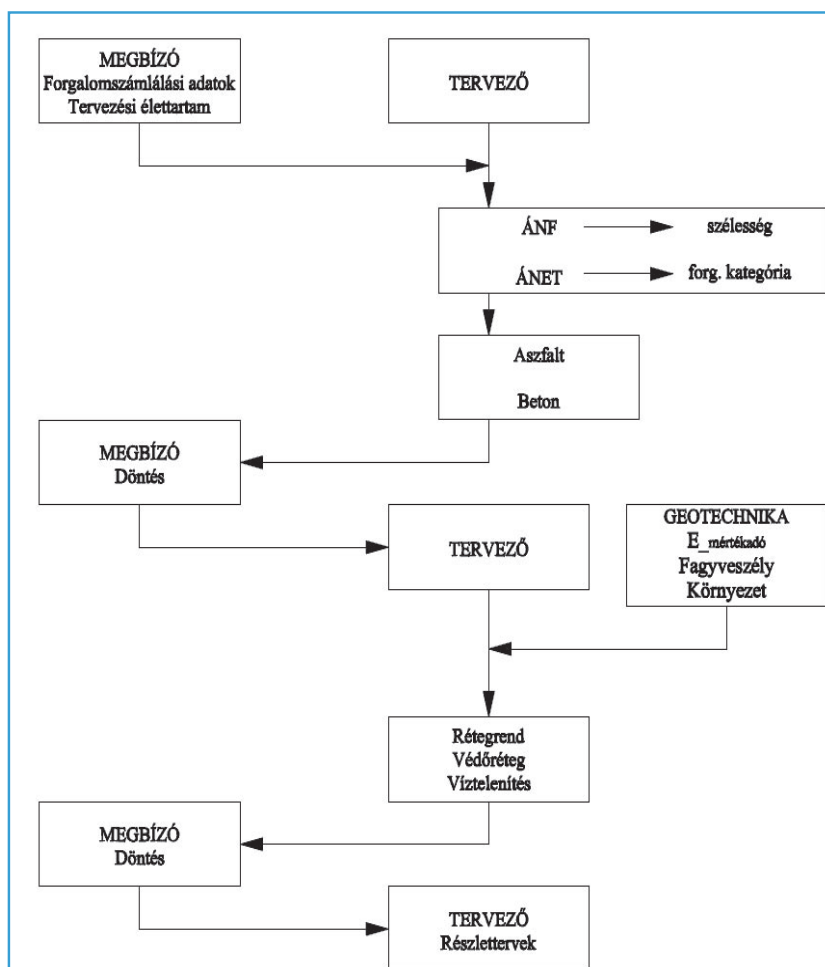 MEGBÍZÓ
Forgalomszámlálási adatok
Tervezési élettartam
TERVEZŐ
ÁNF szélesség
ÁNET forg. kategória
Aszfalt
Beton
MEGBÍZÓ
Döntés
TERVEZŐ
GEOTECHNIKA
E_mértékadó
Fagyveszély
Környezet
Rétegrend
Védőréteg
Víztelenítés
MEGBÍZÓ
Döntés
TERVEZŐ
Részlettervek